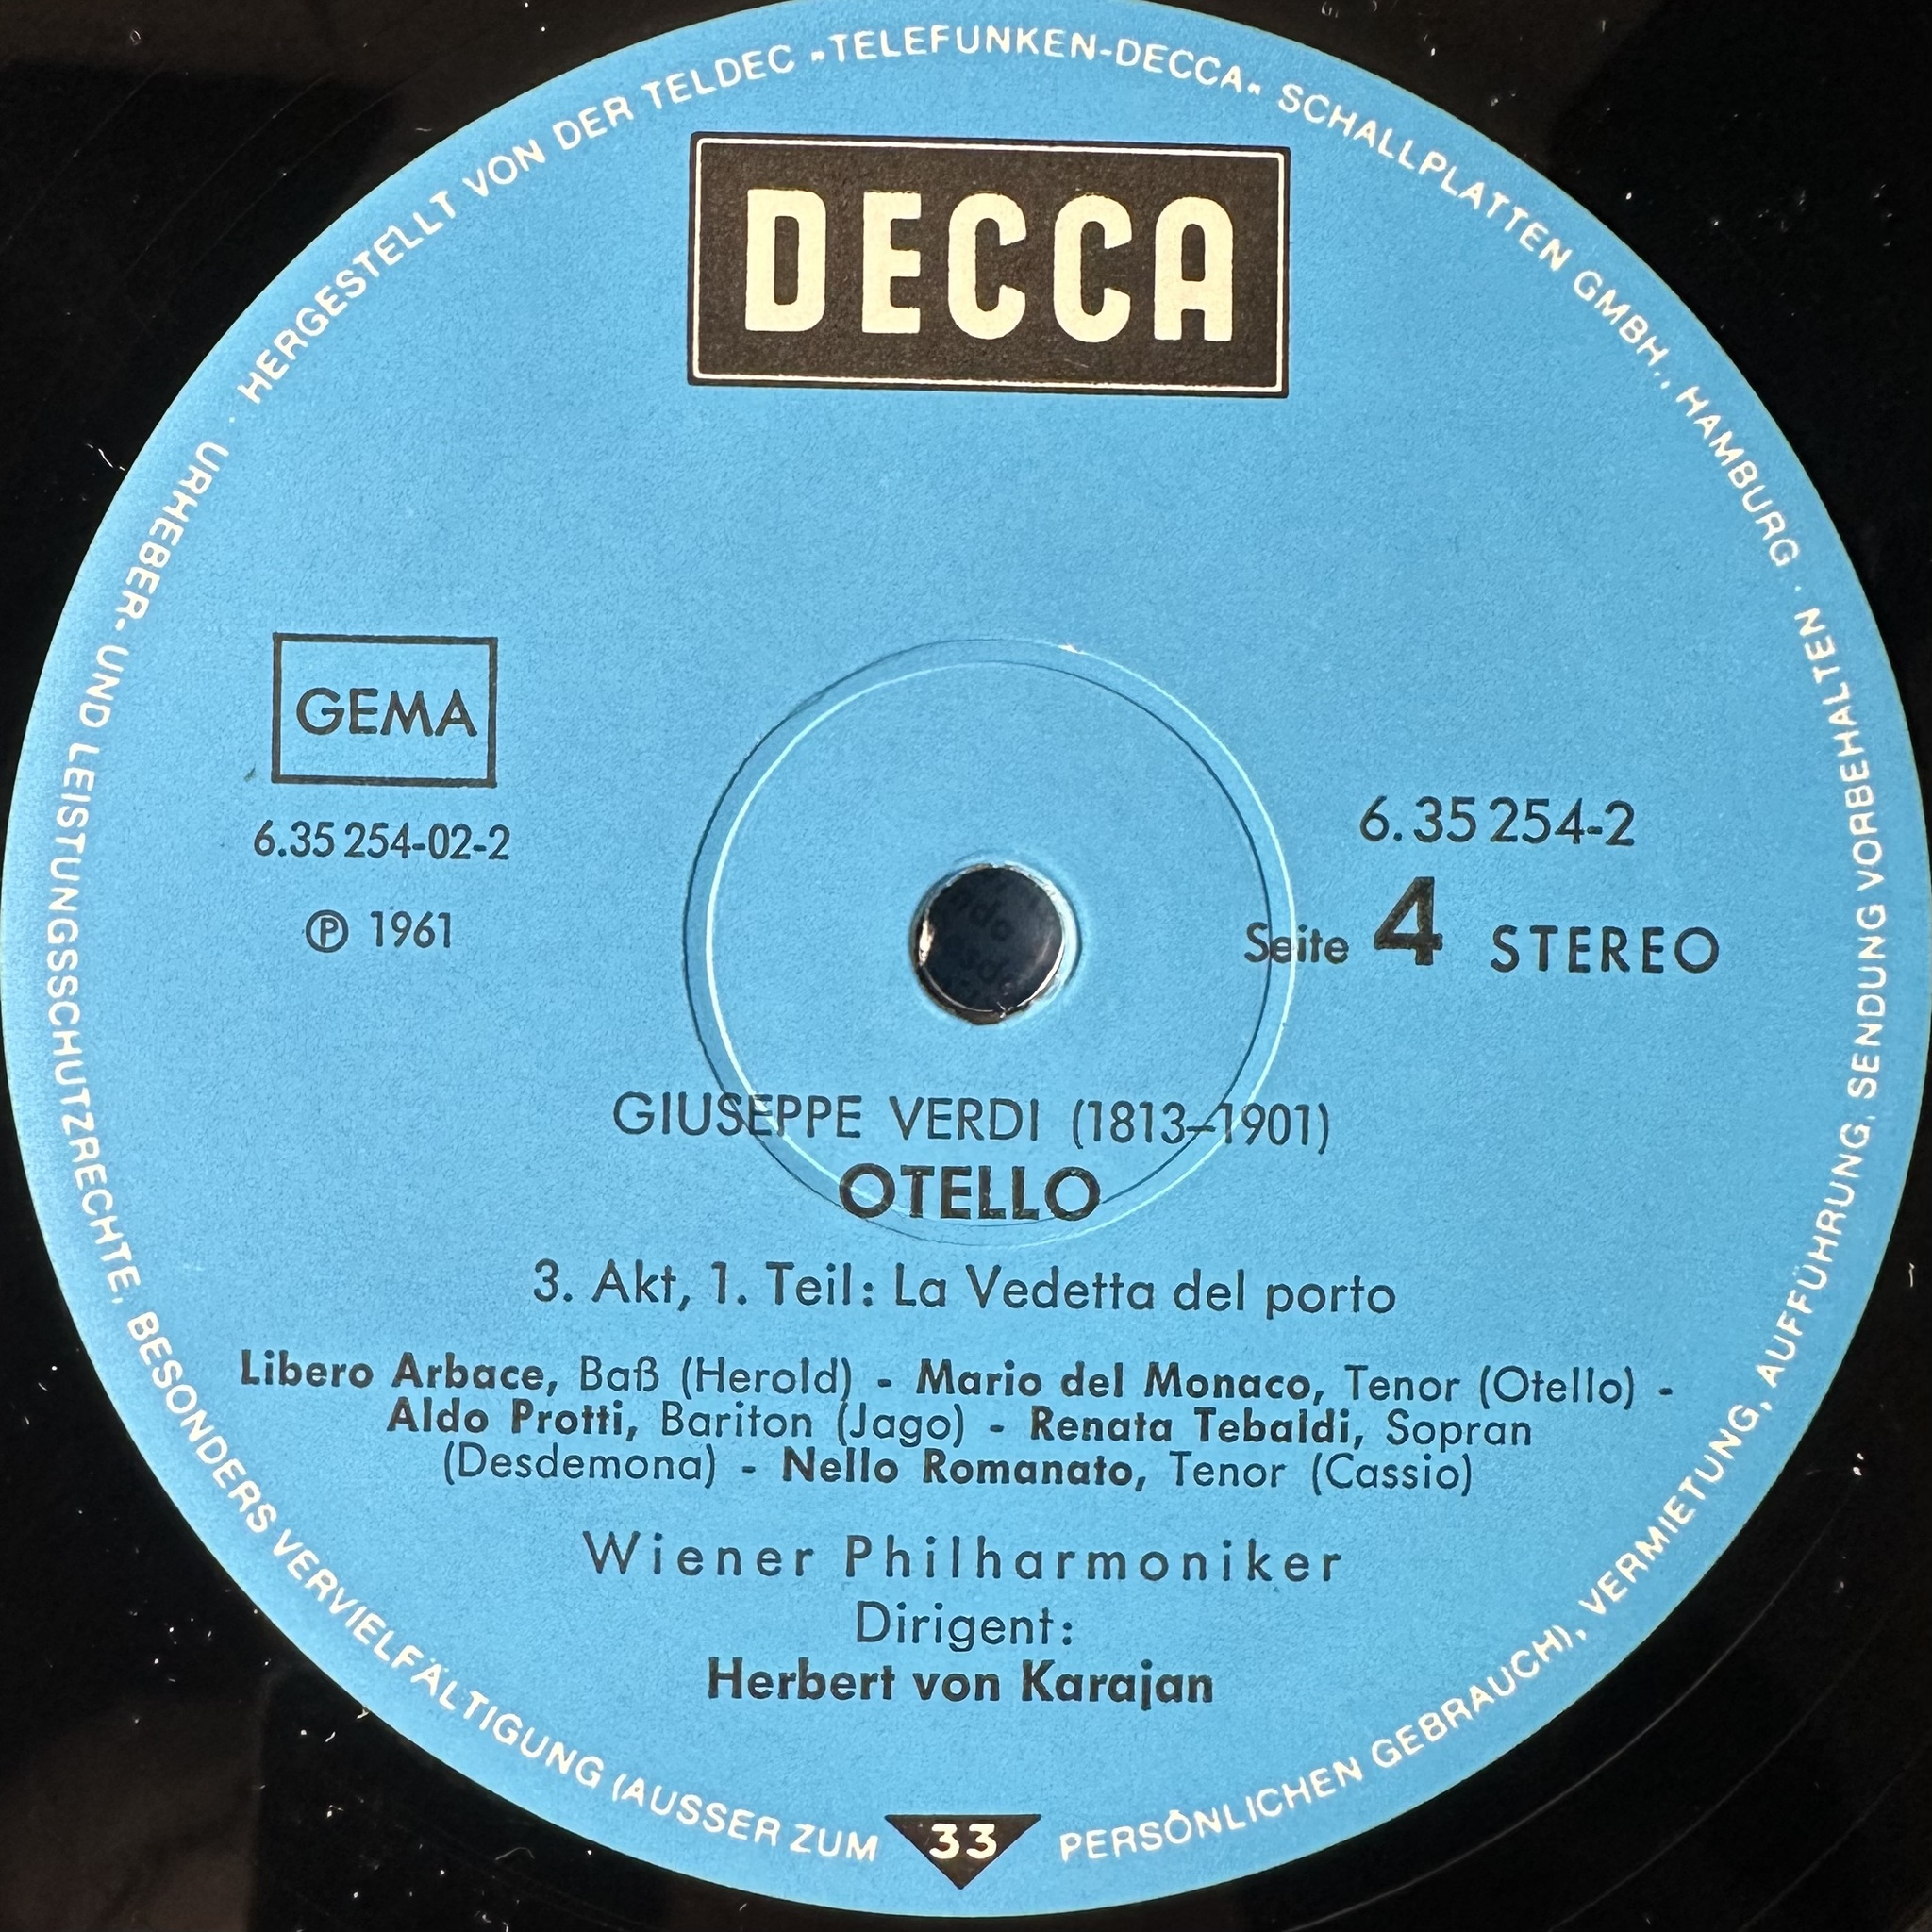 HERGESTELLT VON DER TELDEC »TELEFUNKEN-DECCA« SCHALLPLATTEN GMBH., HAMBURG ·
URHEBER- UND LEISTUNGSSCHUTZRECHTE, BESONDERS VERVIELFÄLTIGUNG (AUSSER ZUM PERSÖNLICHEN GEBRAUCH), VERMIETUNG, AUFFÜHRUNG, SENDUNG VORBEHALTEN ·
DECCA
GEMA
6.35 254-02-2
℗ 1961
6.35 254-2
Seite 4 STEREO
GIUSEPPE VERDI (1813–1901)
OTELLO
3. Akt, 1. Teil: La Vedetta del porto
Libero Arbace, Baß (Herold) - Mario del Monaco, Tenor (Otello) -
Aldo Protti, Bariton (Jago) - Renata Tebaldi, Sopran
(Desdemona) - Nello Romanato, Tenor (Cassio)
Wiener Philharmoniker
Dirigent:
Herbert von Karajan
33